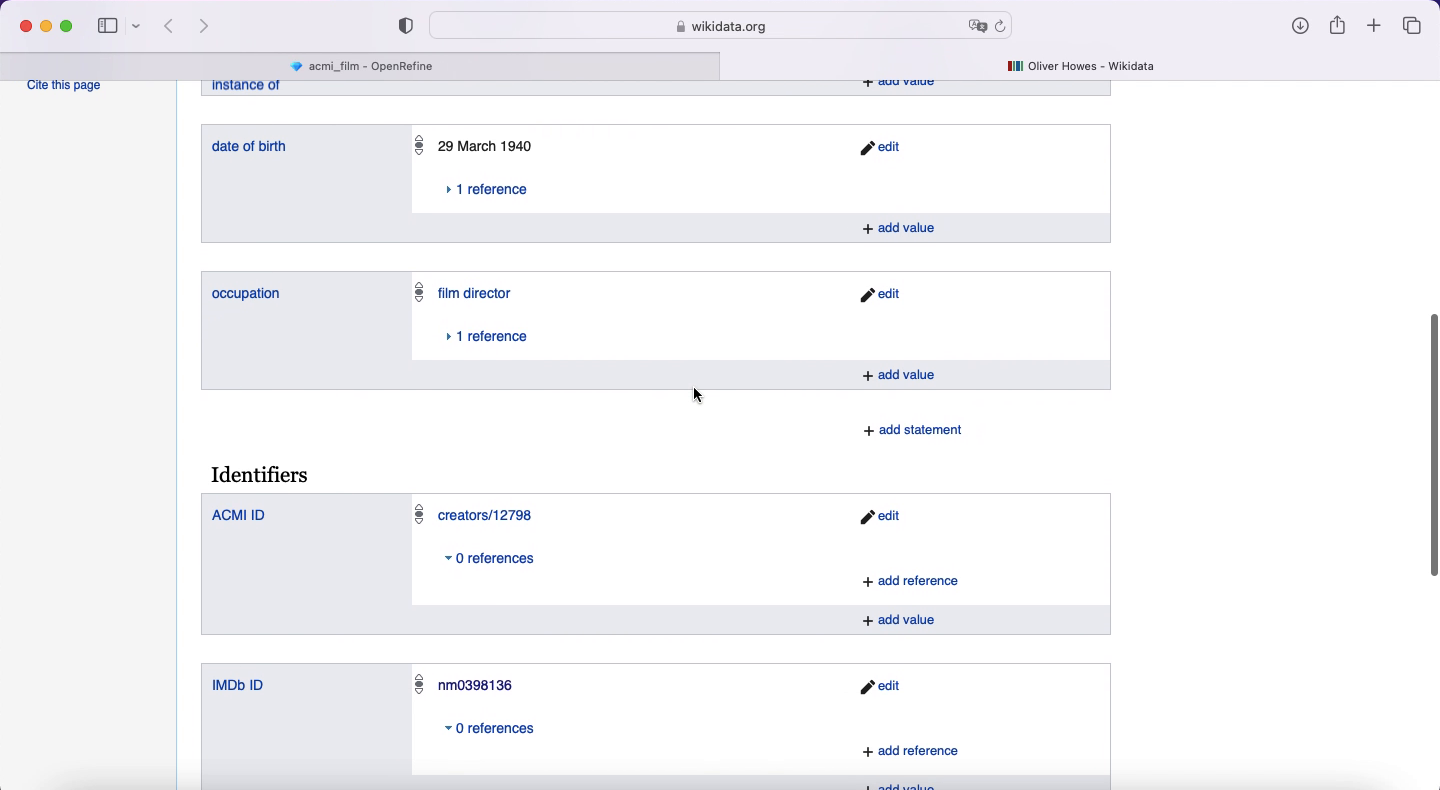 wikidata.org
acmi_film - OpenRefine
Oliver Howes - Wikidata
Cite this page
instance of
+ add value
date of birth
29 March 1940
edit
1 reference
+ add value
occupation
film director
edit
1 reference
+ add value
+ add statement
Identifiers
ACMI ID
creators/12798
edit
0 references
+ add reference
+ add value
IMDb ID
nm0398136
edit
0 references
+ add reference
+ add value